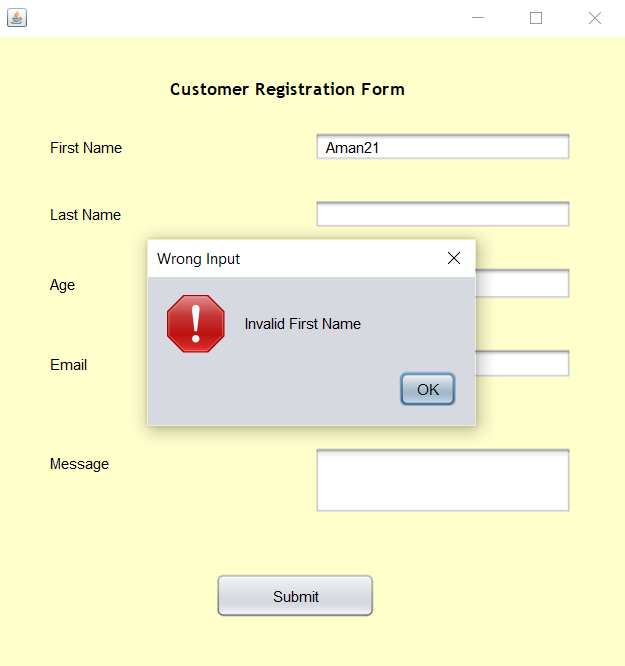 Customer Registration Form
First Name
Aman21
Last Name
Wrong Input
Age
Invalid First Name
Email
OK
Message
Submit